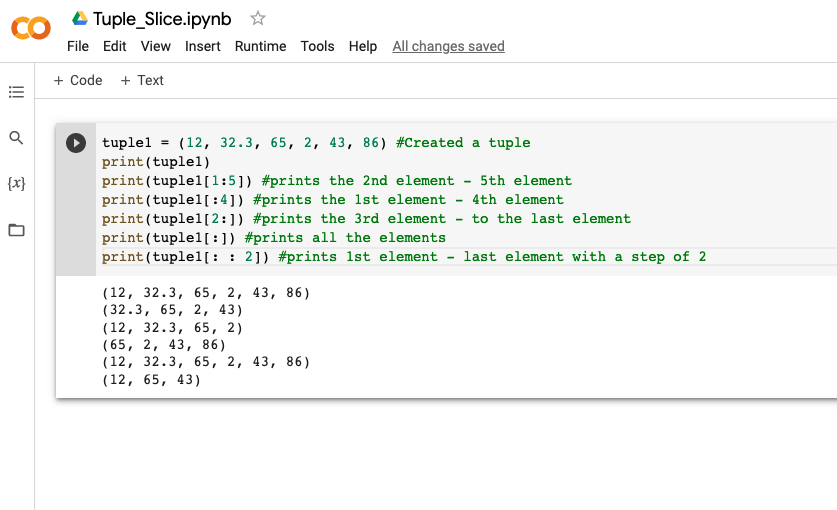 Tuple_Slice.ipynb
File Edit View Insert Runtime Tools Help All changes saved
+ Code + Text
{x}
tuple1 = (12, 32.3, 65, 2, 43, 86) #Created a tuple
print(tuple1)
print(tuple1[1:5]) #prints the 2nd element - 5th element
print(tuple1[:4]) #prints the 1st element - 4th element
print(tuple1[2:]) #prints the 3rd element - to the last element
print(tuple1[:]) #prints all the elements
print(tuple1[: : 2]) #prints 1st element - last element with a step of 2
(12, 32.3, 65, 2, 43, 86)
(32.3, 65, 2, 43)
(12, 32.3, 65, 2)
(65, 2, 43, 86)
(12, 32.3, 65, 2, 43, 86)
(12, 65, 43)